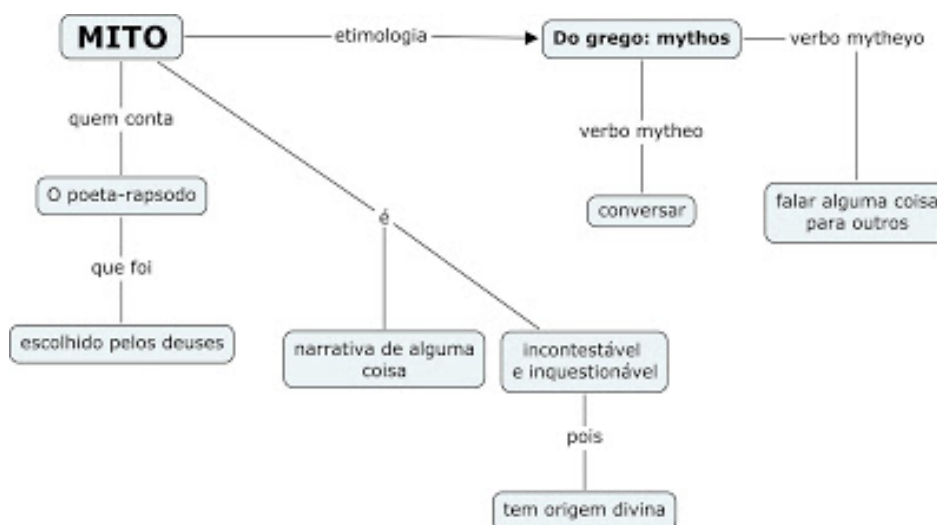 MITO
etimologia
Do grego: mythos
verbo mytheyo
quem conta
verbo mytheo
O poeta-rapsodo
conversar
falar alguma coisa
para outros
é
que foi
escolhido pelos deuses
narrativa de alguma
coisa
incontestável
e inquestionável
pois
tem origem divina